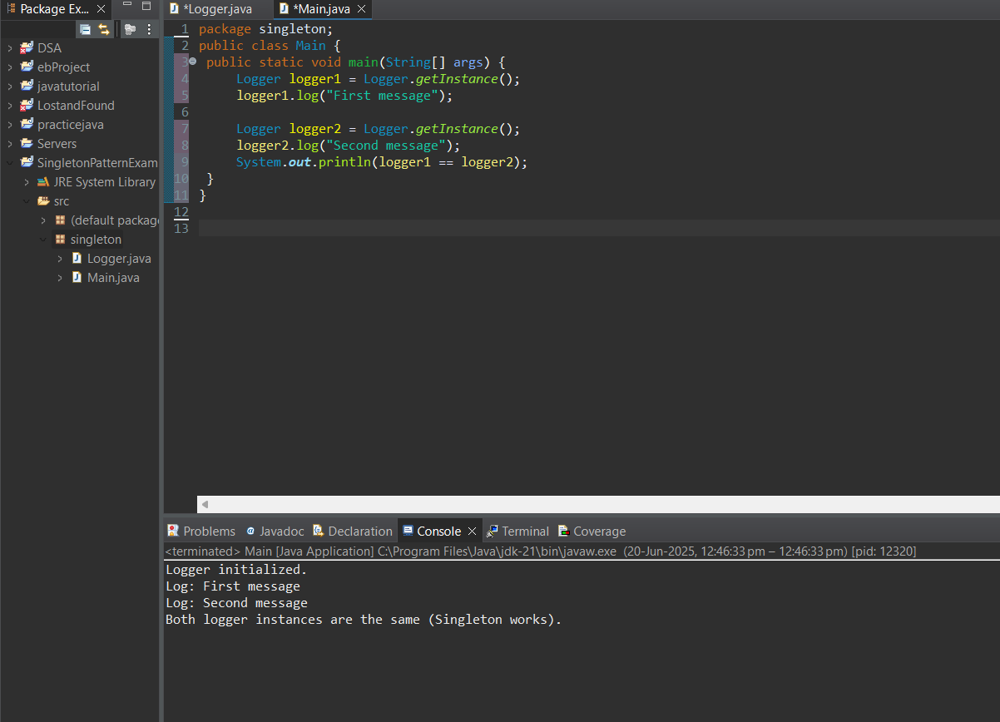 Package Ex...
DSA
ebProject
javatutorial
LostandFound
practicejava
Servers
SingletonPatternExam
JRE System Library
src
(default package
singleton
Logger.java
Main.java
*Logger.java
*Main.java
1 package singleton;
2 public class Main {
3 public static void main(String[] args) {
4 Logger logger1 = Logger.getInstance();
5 logger1.log("First message");
6
7 Logger logger2 = Logger.getInstance();
8 logger2.log("Second message");
9 System.out.println(logger1 == logger2);
10 }
11 }
12
13
Problems @ Javadoc Declaration Console Terminal Coverage
<terminated> Main [Java Application] C:\Program Files\Java\jdk-21\bin\javaw.exe (20-Jun-2025, 12:46:33 pm – 12:46:33 pm) [pid: 12320]
Logger initialized.
Log: First message
Log: Second message
Both logger instances are the same (Singleton works).